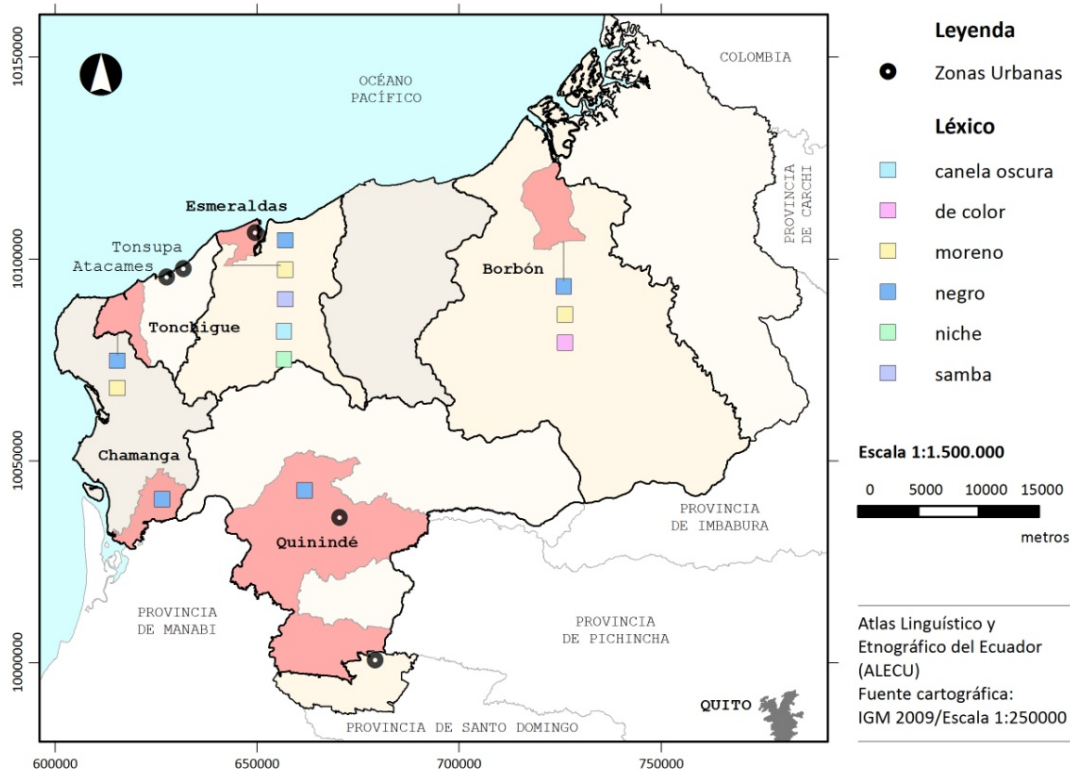 10150000
10100000
10050000
10000000
600000
650000
700000
750000
OCÉANO
PACÍFICO
COLOMBIA
PROVINCIA
DE CARCHI
Esmeraldas
Tonsupa
Atacames
Tonchigue
Borbón
Chamanga
Quinindé
PROVINCIA
DE IMBABURA
PROVINCIA
DE MANABI
PROVINCIA
DE PICHINCHA
QUITO
PROVINCIA DE SANTO DOMINGO
Leyenda
Zonas Urbanas
Léxico
canela oscura
de color
moreno
negro
niche
samba
Escala 1:1.500.000
0 5000 10000 15000
metros
Atlas Linguístico y
Etnográfico del Ecuador
(ALECU)
Fuente cartográfica:
IGM 2009/Escala 1:250000